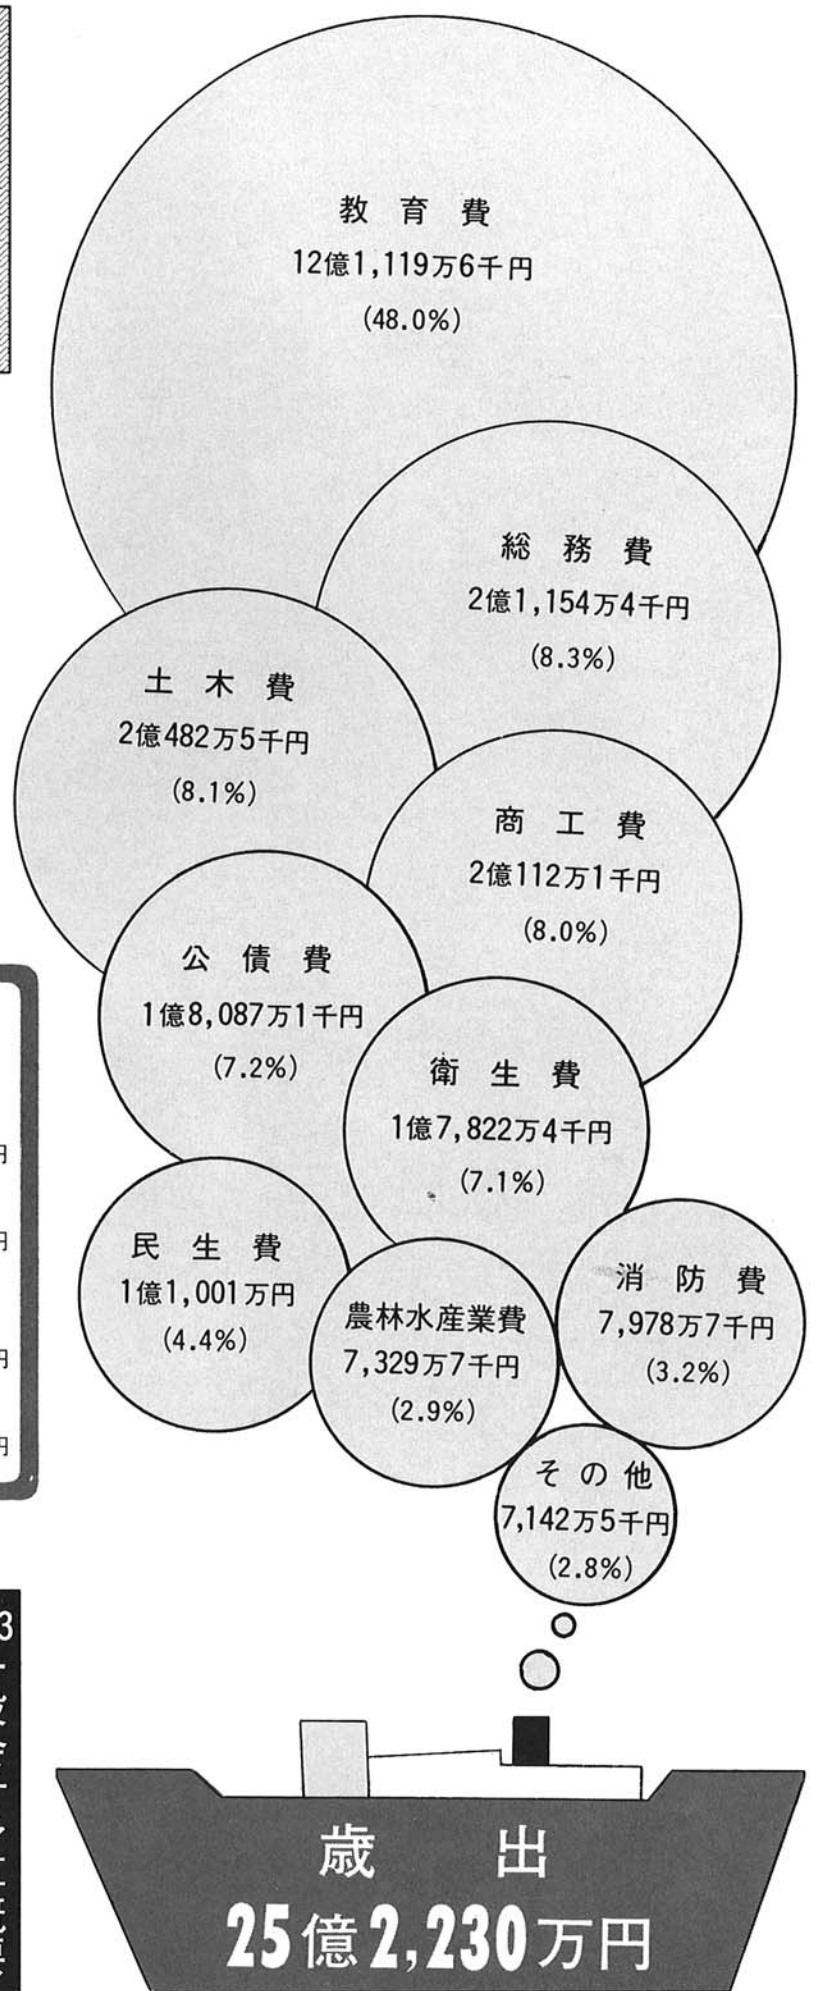 教育費
12億1,119万6千円
(48.0%)
総務費
2億1,154万4千円
(8.3%)
土木費
2億482万5千円
(8.1%)
商工費
2億112万1千円
(8.0%)
公債費
1億8,087万1千円
(7.2%)
衛生費
1億7,822万4千円
(7.1%)
民生費
1億1,001万円
(4.4%)
農林水産業費
7,329万7千円
(2.9%)
消防費
7,978万7千円
(3.2%)
その他
7,142万5千円
(2.8%)
円
円
円
円
3
歳出
25億2,230万円